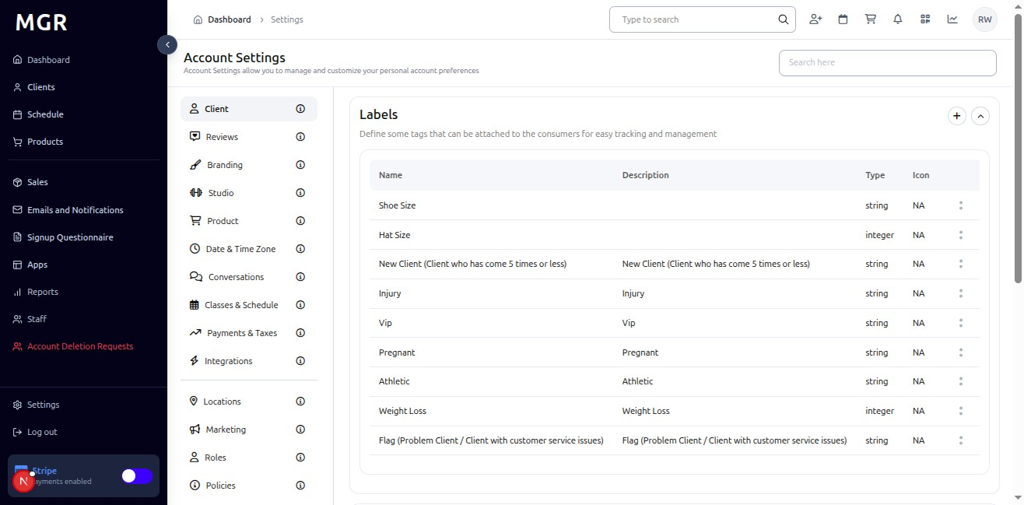 MGR
Dashboard
Clients
Schedule
Products
Sales
Emails and Notifications
Signup Questionnaire
Apps
Reports
Staff
Account Deletion Requests
Settings
Log out
Stripe
ayments enabled
N
Dashboard > Settings
Type to search
RW
Account Settings
Account Settings allow you to manage and customize your personal account preferences
Search here
Client
Reviews
Branding
Studio
Product
Date & Time Zone
Conversations
Classes & Schedule
Payments & Taxes
Integrations
Locations
Marketing
Roles
Policies
Labels
Define some tags that can be attached to the consumers for easy tracking and management
Name Description Type Icon
Shoe Size string NA
Hat Size integer NA
New Client (Client who has come 5 times or less) New Client (Client who has come 5 times or less) string NA
Injury Injury string NA
Vip Vip string NA
Pregnant Pregnant string NA
Athletic Athletic string NA
Weight Loss Weight Loss integer NA
Flag (Problem Client / Client with customer service issues) Flag (Problem Client / Client with customer service issues) string NA